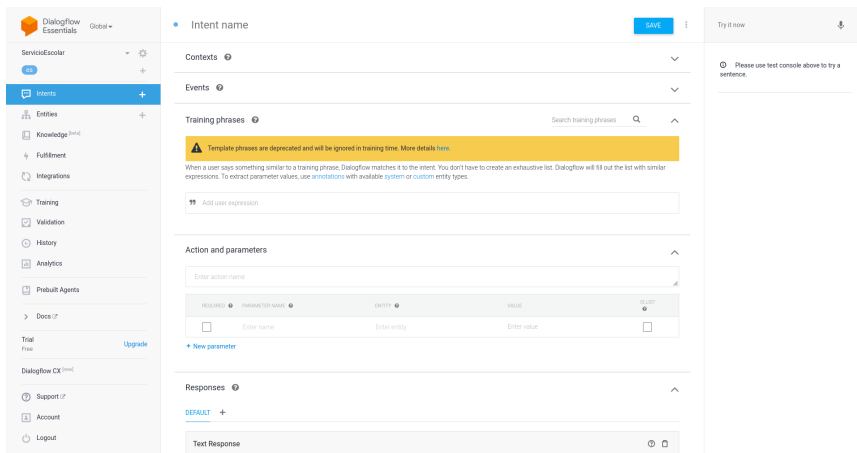 Dialogflow
Essentials
Global
ServicioEscolar
es
Intents
Entities
Knowledge [beta]
Fulfillment
Integrations
Training
Validation
History
Analytics
Prebuilt Agents
Docs
Trial
Free
Upgrade
Dialogflow CX [new]
Support
Account
Logout
Intent name
SAVE
Contexts
Events
Training phrases
Search training phrases
Template phrases are deprecated and will be ignored in training time. More details here.
When a user says something similar to a training phrase, Dialogflow matches it to the intent. You don't have to create an exhaustive list. Dialogflow will fill out the list with similar
expressions. To extract parameter values, use annotations with available system or custom entity types.
Add user expression
Action and parameters
Enter action name
REQUIRED PARAMETER NAME ENTITY VALUE IS LIST
Enter name Enter entity Enter value
+ New parameter
Responses
DEFAULT +
Text Response
Try it now
Please use test console above to try a
sentence.